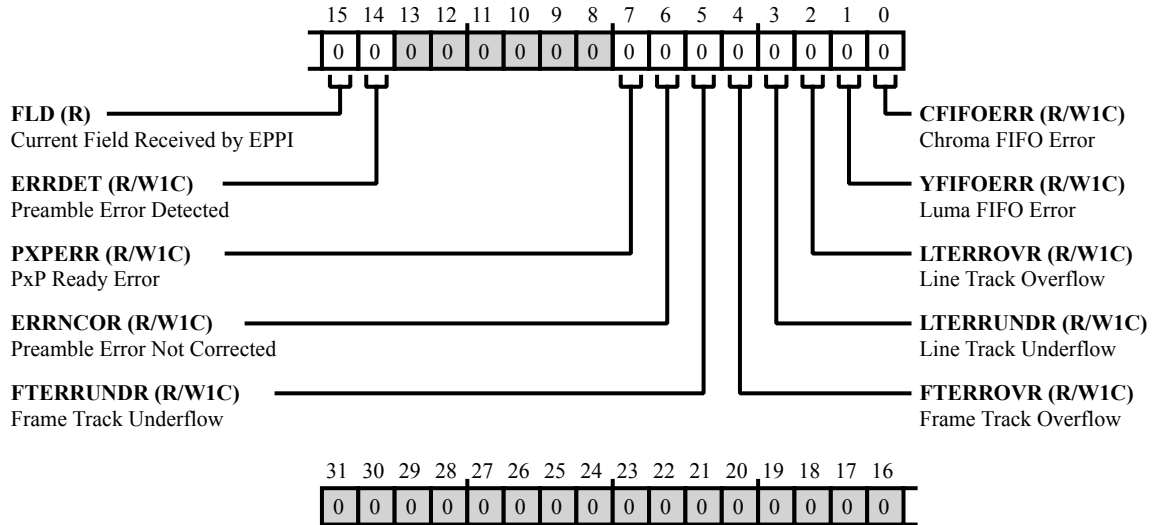 15 14 13 12 11 10 9 8 7 6 5 4 3 2 1 0
0 0 0 0 0 0 0 0 0 0 0 0 0 0 0 0
FLD (R)
Current Field Received by EPPI
ERRDET (R/W1C)
Preamble Error Detected
PXPERR (R/W1C)
PxP Ready Error
ERRNCOR (R/W1C)
Preamble Error Not Corrected
FTERRUNDR (R/W1C)
Frame Track Underflow
CFIFOERR (R/W1C)
Chroma FIFO Error
YFIFOERR (R/W1C)
Luma FIFO Error
LTERROVR (R/W1C)
Line Track Overflow
LTERRUNDR (R/W1C)
Line Track Underflow
FTERROVR (R/W1C)
Frame Track Overflow
31 30 29 28 27 26 25 24 23 22 21 20 19 18 17 16
0 0 0 0 0 0 0 0 0 0 0 0 0 0 0 0